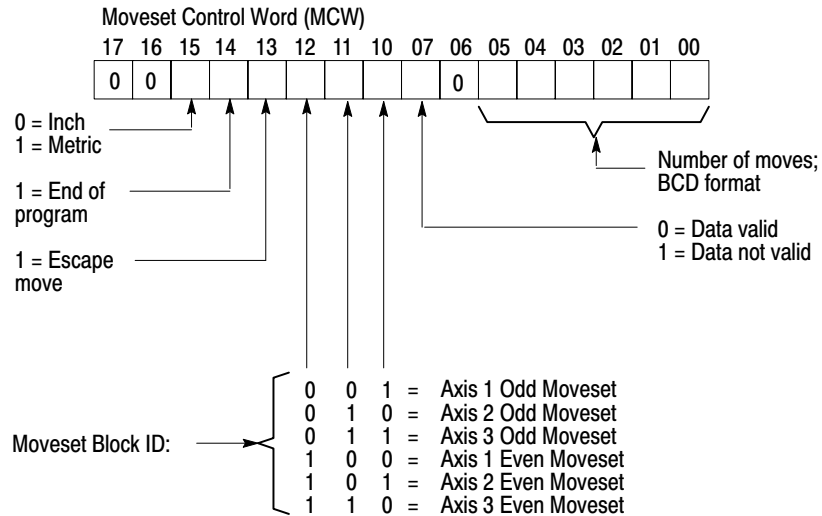 Moveset Control Word (MCW)
17 16 15 14 13 12 11 10 07 06 05 04 03 02 01 00
0 0 0
0 = Inch
1 = Metric
1 = End of
program
1 = Escape
move
Number of moves;
BCD format
0 = Data valid
1 = Data not valid
Moveset Block ID:
0 0 1 = Axis 1 Odd Moveset
0 1 0 = Axis 2 Odd Moveset
0 1 1 = Axis 3 Odd Moveset
1 0 0 = Axis 1 Even Moveset
1 0 1 = Axis 2 Even Moveset
1 1 0 = Axis 3 Even Moveset